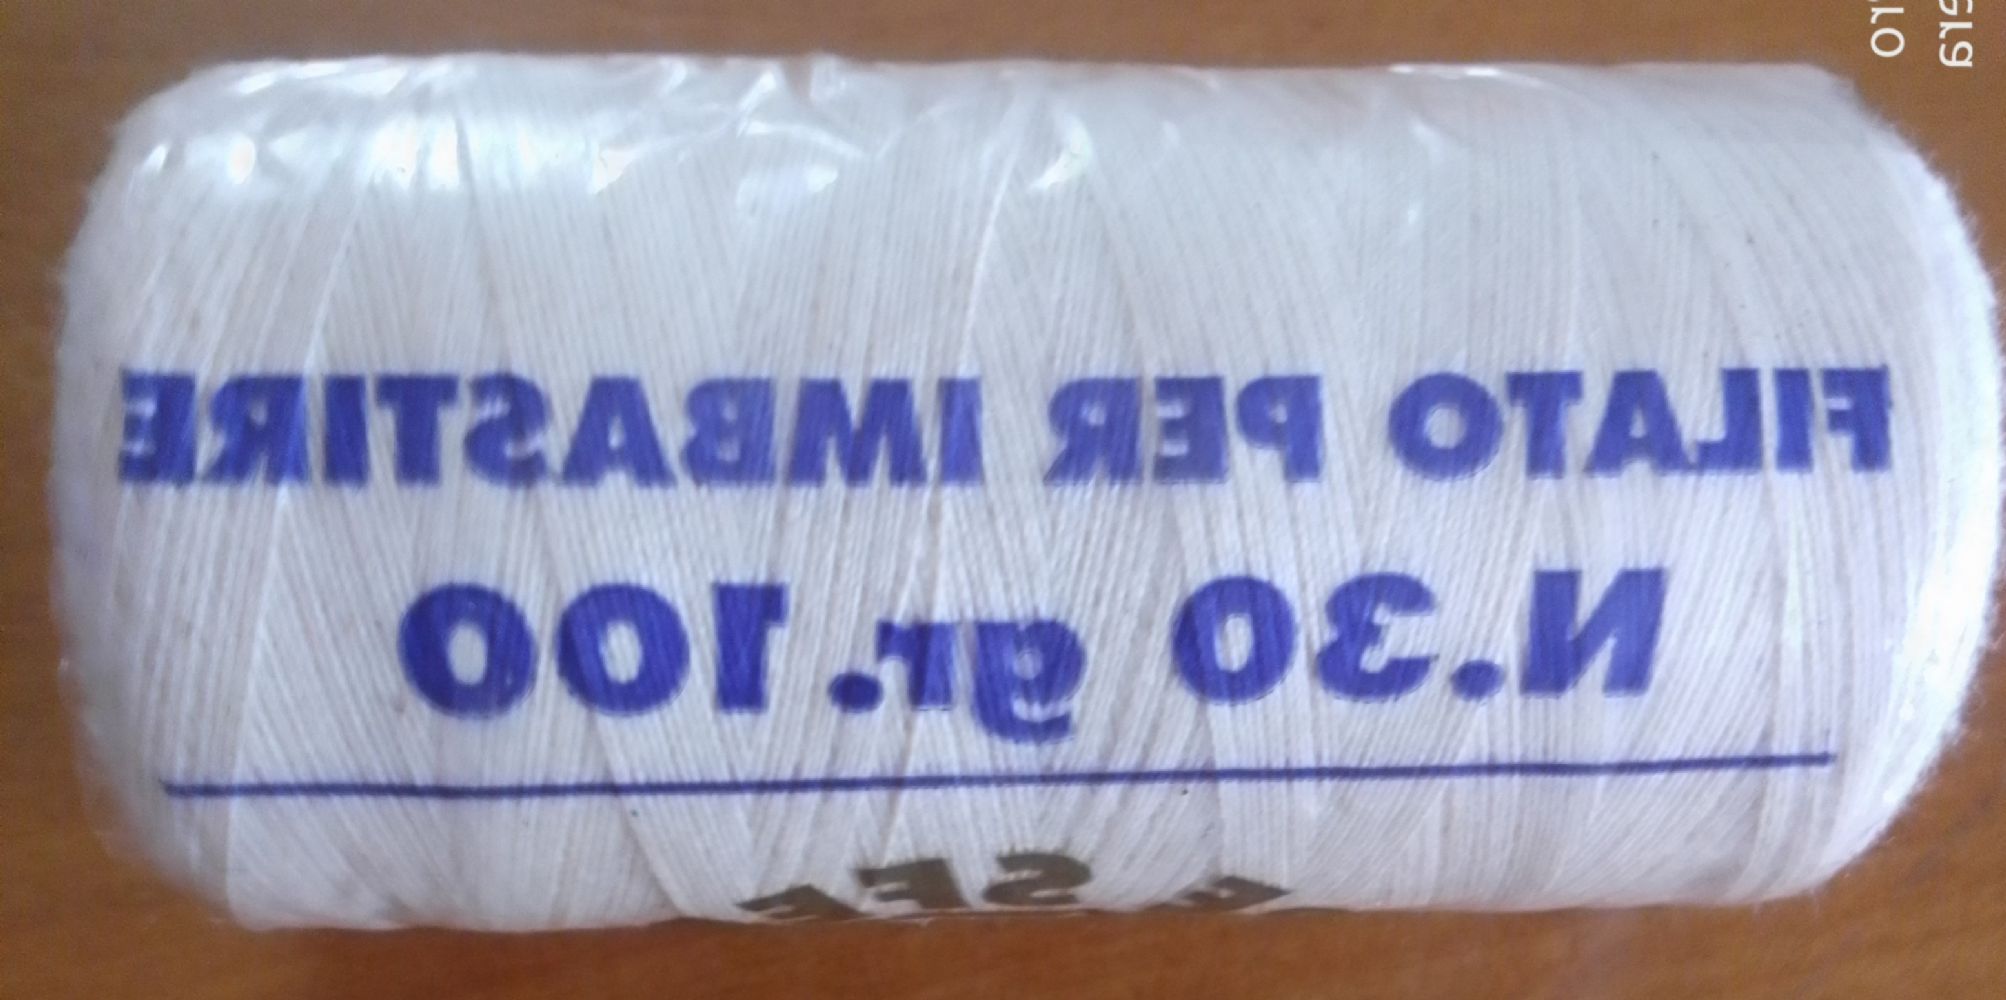 FILATO PER IMBASTIRE
N.30 gr.100